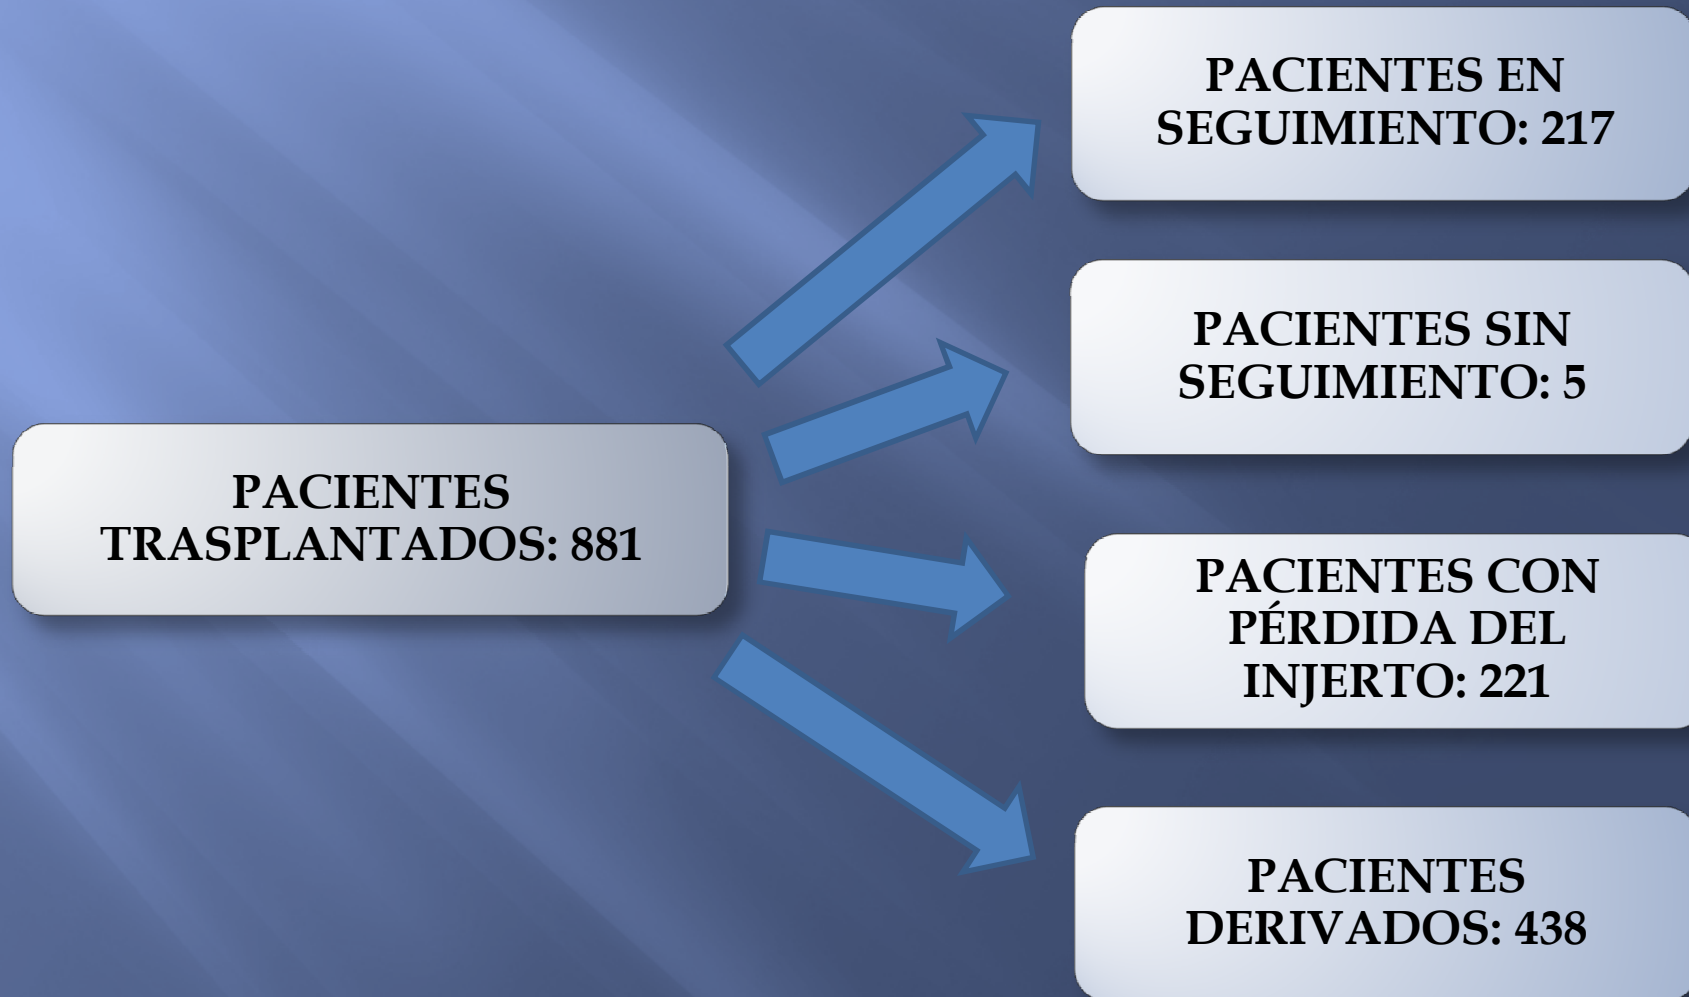 PACIENTES EN
SEGUIMIENTO: 217
PACIENTES SIN
SEGUIMIENTO: 5
PACIENTES
TRASPLANTADOS: 881
PACIENTES CON
PÉRDIDA DEL
INJERTO: 221
PACIENTES
DERIVADOS: 438